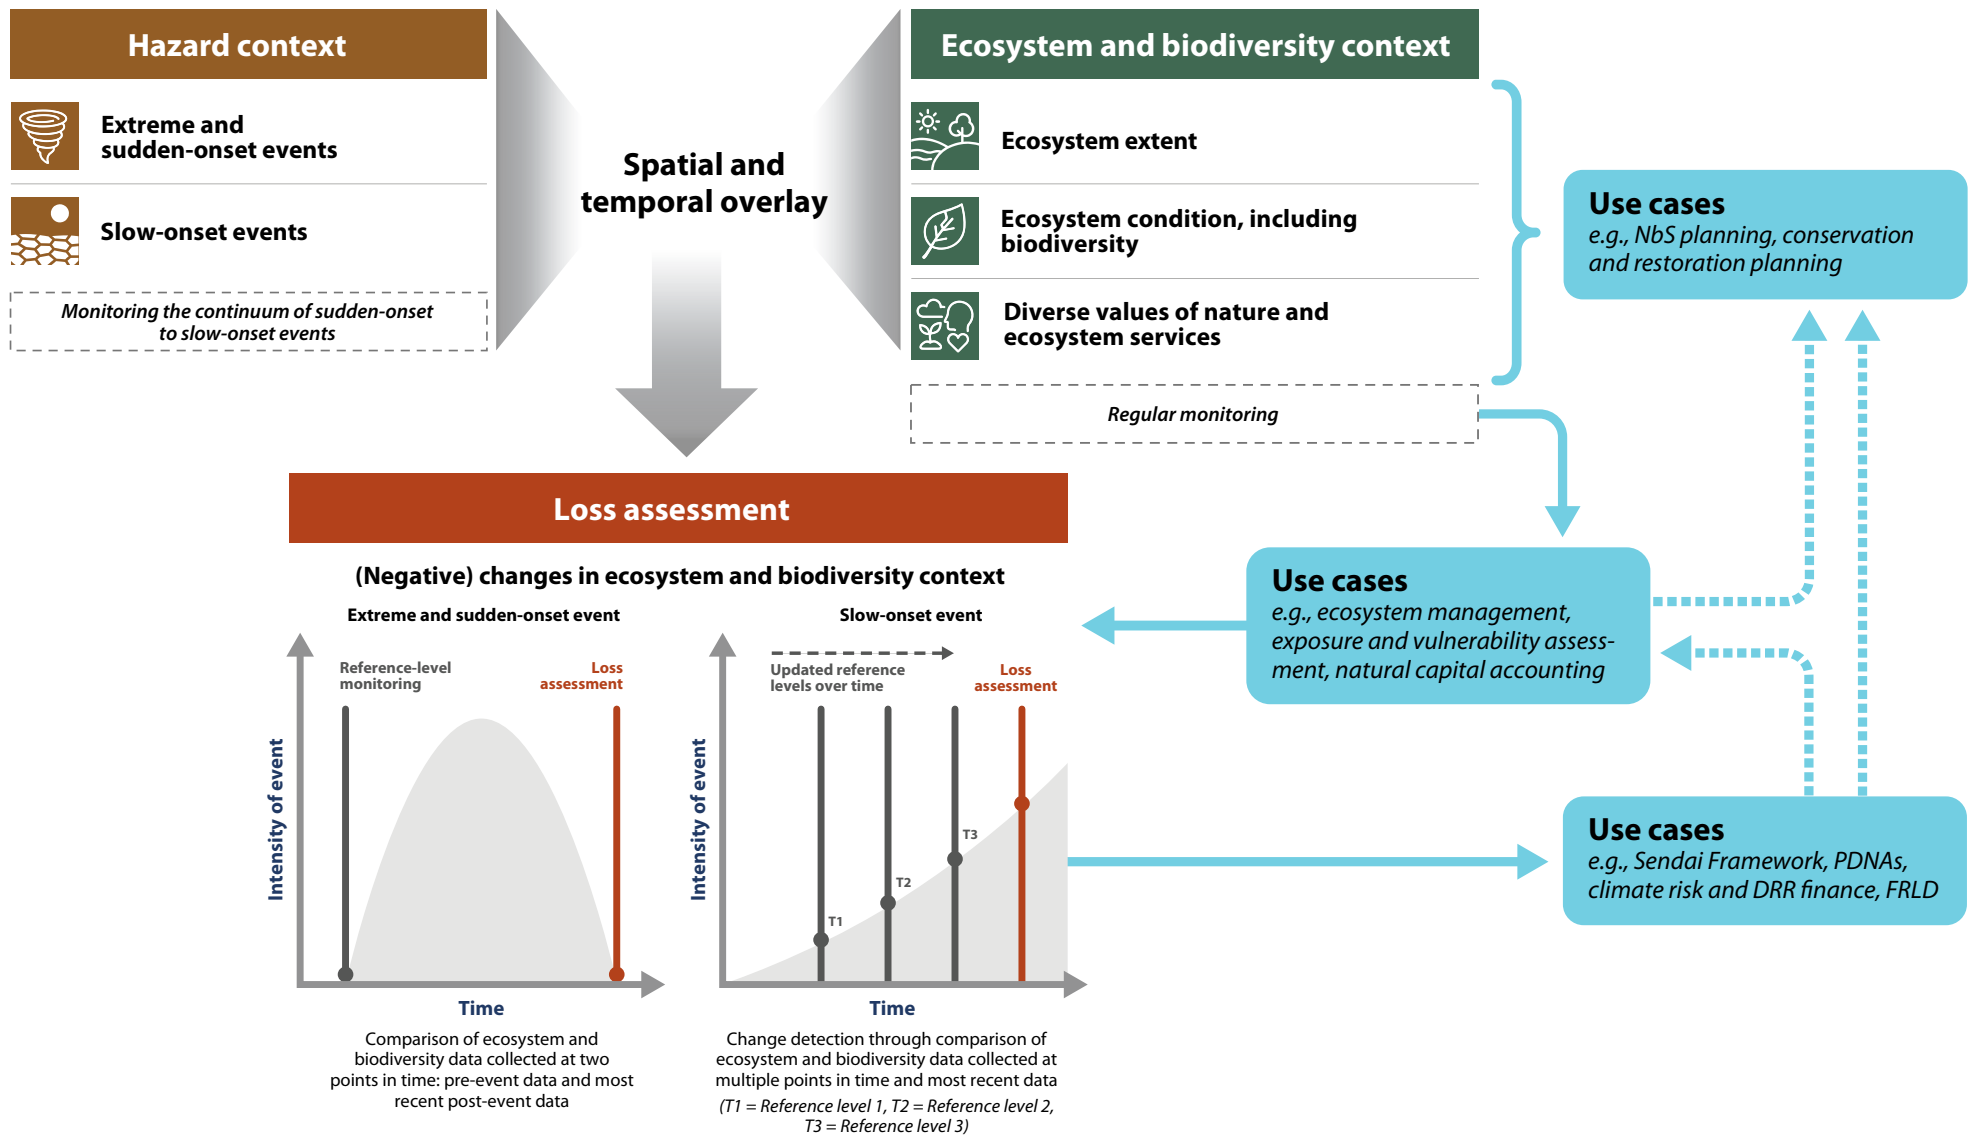 Hazard context
Extreme and
sudden-onset events
Slow-onset events
Monitoring the continuum of sudden-onset
to slow-onset events
Spatial and
temporal overlay
Ecosystem and biodiversity context
Ecosystem extent
Ecosystem condition, including
biodiversity
Diverse values of nature and
ecosystem services
Regular monitoring
Use cases
e.g., NbS planning, conservation
and restoration planning
Loss assessment
(Negative) changes in ecosystem and biodiversity context
Extreme and sudden-onset event
Reference-level
monitoring
Loss
assessment
Intensity of event
Time
Comparison of ecosystem and
biodiversity data collected at two
points in time: pre-event data and most
recent post-event data
Slow-onset event
Updated reference
levels over time
Loss
assessment
T1
T2
T3
Intensity of event
Time
Change detection through comparison of
ecosystem and biodiversity data collected at
multiple points in time and most recent data
(T1 = Reference level 1, T2 = Reference level 2,
T3 = Reference level 3)
Use cases
e.g., ecosystem management,
exposure and vulnerability assess-
ment, natural capital accounting
Use cases
e.g., Sendai Framework, PDNAs,
climate risk and DRR finance, FRLD